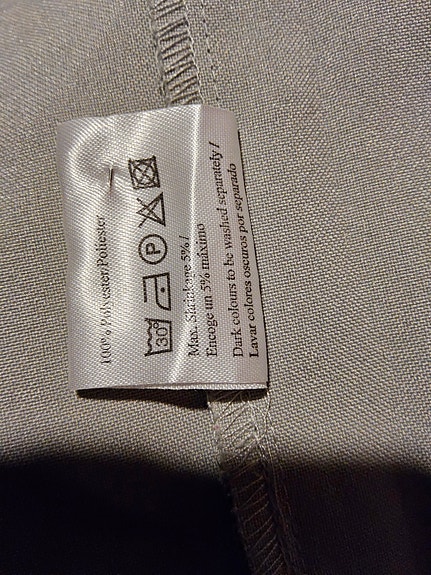 100% Polyester/Poliester
30° P
Max. Shrinkage 5% /
Encoge un 5% máximo
Dark colours to be washed separately /
Lavar colores oscuros por separado